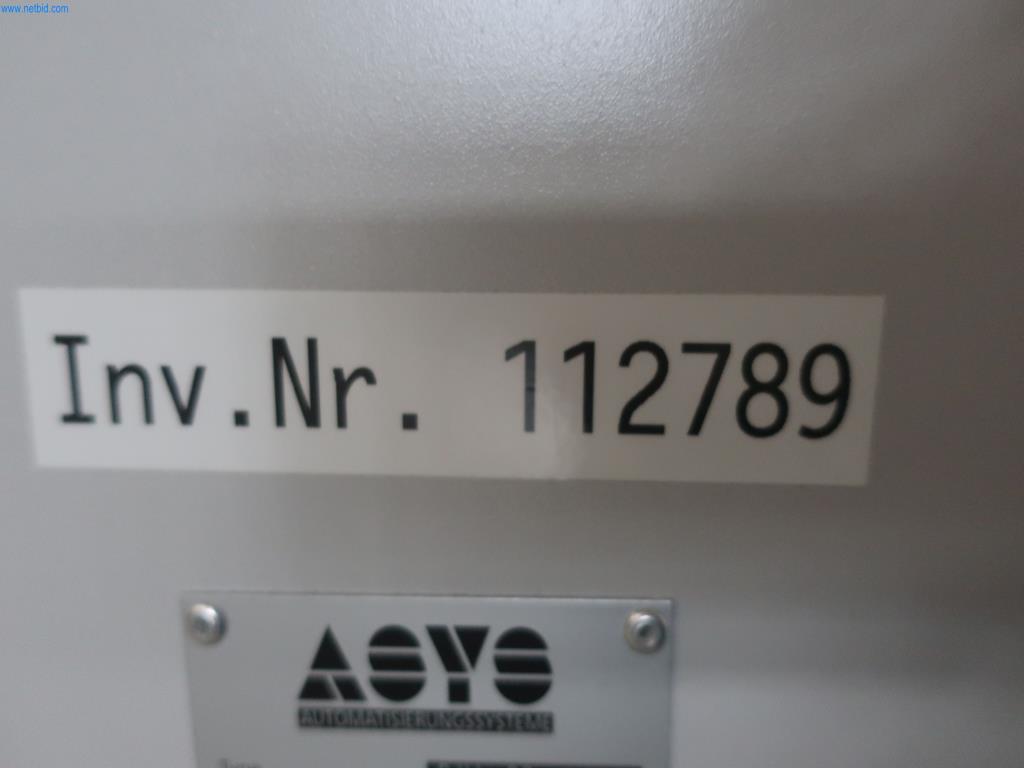 www.netbid.com
Inv.Nr. 112789
ASYS
AUTOMATISIERUNGSSYSTEME